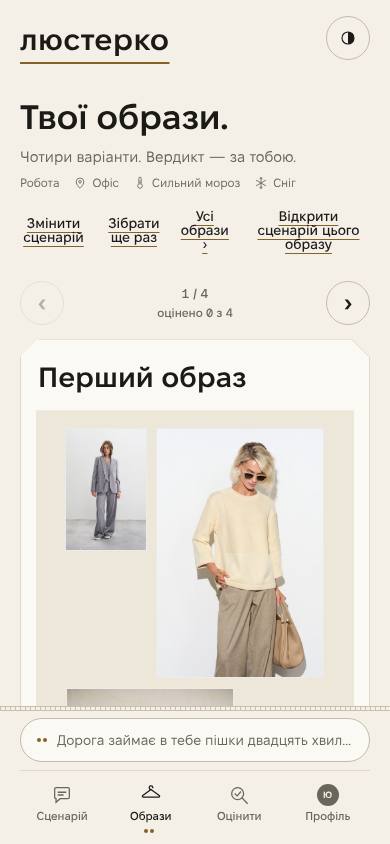 люстерко
Твої образи.
Чотири варіанти. Вердикт — за тобою.
Робота Офіс Сильний мороз Сніг
Змінити
сценарій
Зібрати
ще раз
Усі
образи
›
Відкрити
сценарій цього
образу
‹
1 / 4
›
оцінено 0 з 4
Перший образ
Дорога займає в тебе пішки двадцять хвил...
Сценарій Образи Оцінити Профіль
Ю